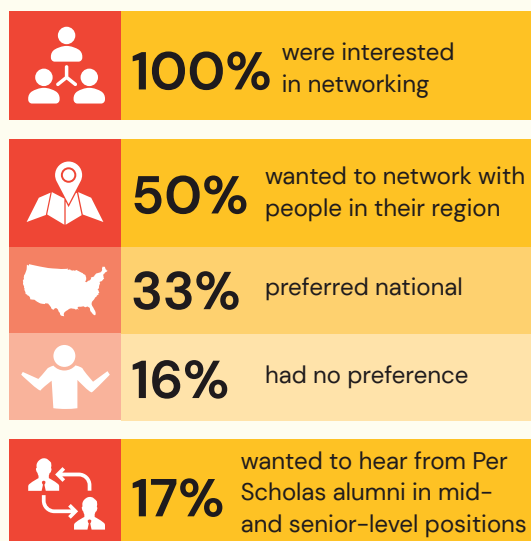 100% were interested
in networking
50% wanted to network with
people in their region
33% preferred national
16% had no preference
17% wanted to hear from Per
Scholas alumni in mid-
and senior-level positions